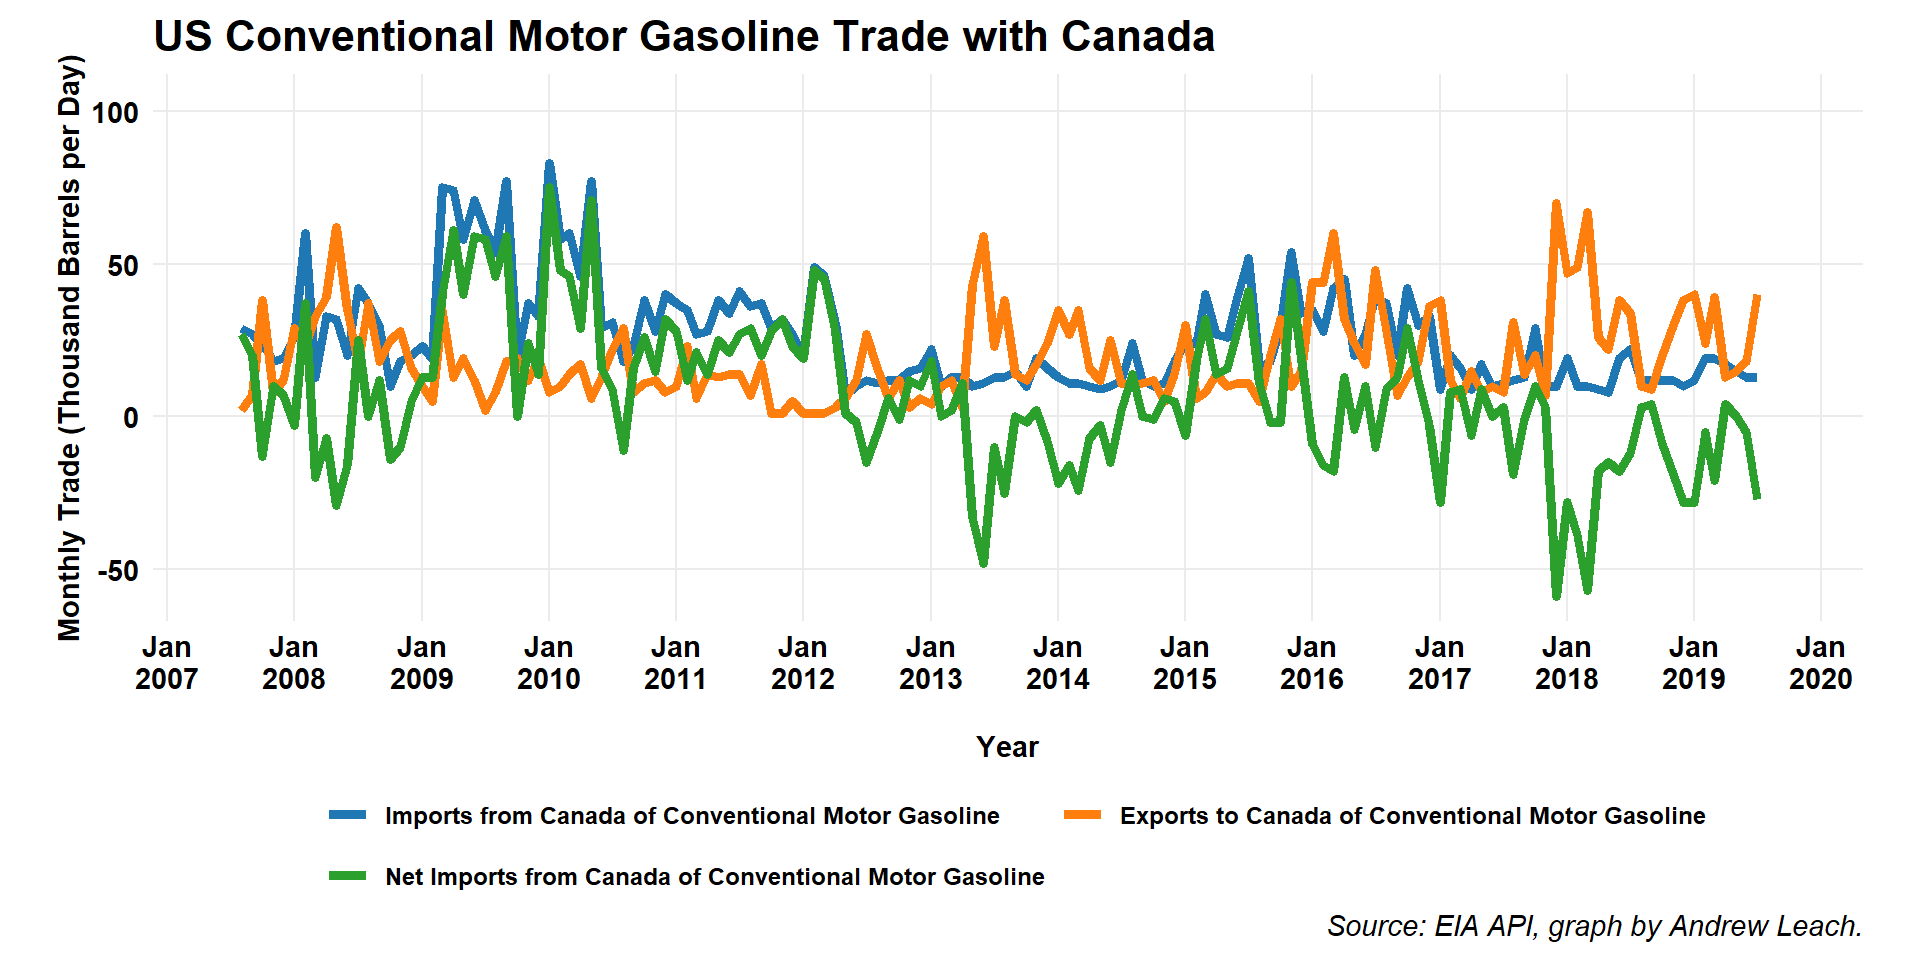 US Conventional Motor Gasoline Trade with Canada
Monthly Trade (Thousand Barrels per Day)
100
50
0
-50
Jan Jan Jan Jan Jan Jan Jan Jan Jan Jan Jan Jan Jan Jan
2007 2008 2009 2010 2011 2012 2013 2014 2015 2016 2017 2018 2019 2020
Year
Imports from Canada of Conventional Motor Gasoline
Exports to Canada of Conventional Motor Gasoline
Net Imports from Canada of Conventional Motor Gasoline
Source: EIA API, graph by Andrew Leach.